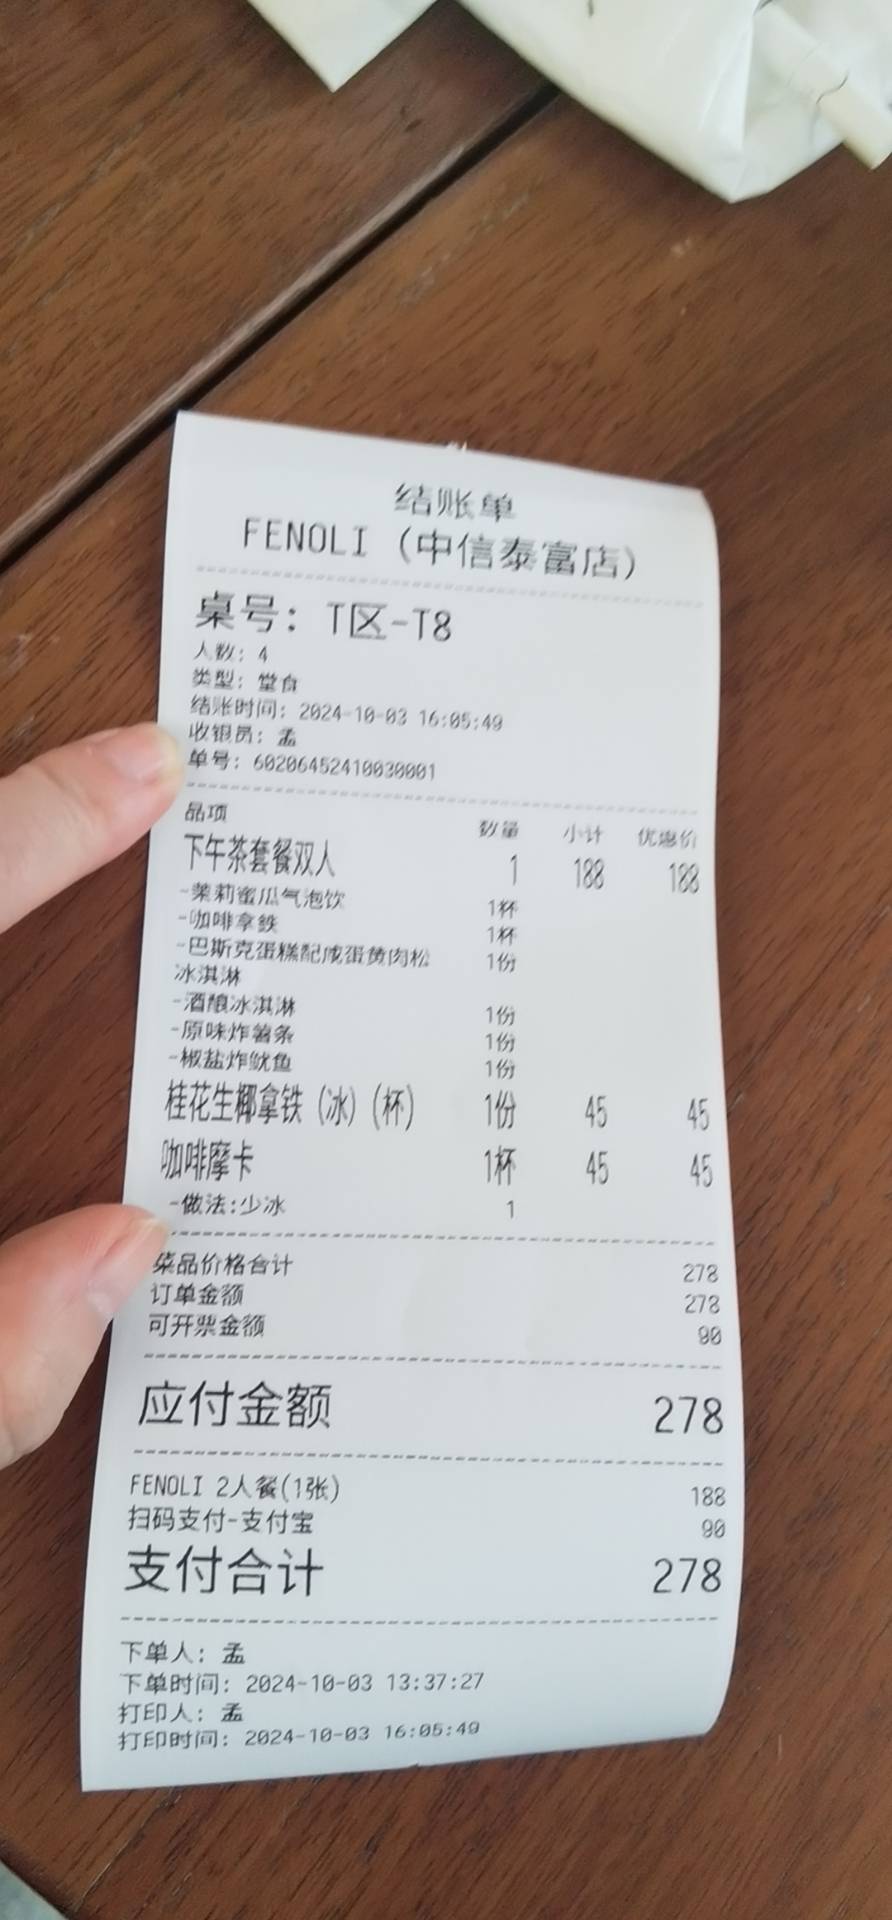 结账单
FENOLI（中信泰富店）
桌号：T区-T8
人数：4
类型：堂食
结账时间：2024-10-03 16:05:49
收银员：孟
单号：60206452410030001
品项 数量 小计 优惠价
下午茶套餐双人 1 188 188
-茉莉蜜瓜气泡饮 1杯
-咖啡拿鉄 1杯
-巴斯克蛋糕配咸蛋黄肉松 1份
冰淇淋
-酒酿冰淇淋 1份
-原味炸薯条 1份
-椒盐炸鱿鱼 1份
桂花生椰拿铁（冰）（杯） 1份 45 45
咖啡摩卡 1杯 45 45
-做法:少冰 1
菜品价格合计 278
订单金额 278
可开票金额 90
应付金额 278
FENOLI 2人餐(1张) 188
扫码支付-支付宝 90
支付合计 278
下单人：孟
下单时间：2024-10-03 13:37:27
打印人：孟
打印时间：2024-10-03 16:05:49